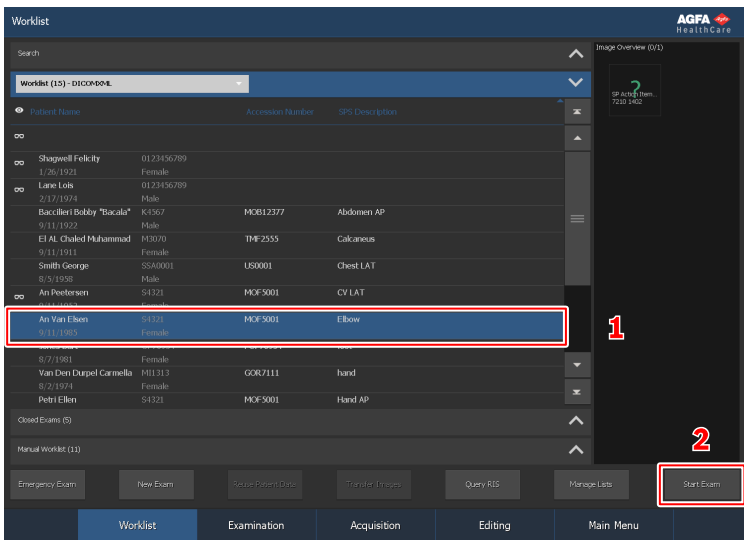 Worklist
AGFA
HealthCare
Search
Image Overview (0/1)
Worklist (15) - DICOMXML
?
SP Action Item...
7210 1402
Patient Name Accession Number SPS Description
Shagwell Felicity 0123456789
1/26/1921 Female
Lane Lois 0123456789
2/17/1974 Male
Baccilieri Bobby "Bacala" K4567 MOB12377 Abdomen AP
9/11/1922 Male
El AL Chaled Muhammad M3070 TMF2555 Calcaneus
9/11/1911 Female
Smith George SSA0001 US0001 Chest LAT
8/5/1958 Male
An Peetersen S4321 MOF5001 CV LAT
An Van Elsen S4321 MOF5001 Elbow
9/11/1985 Female
1
8/7/1981 Female
Van Den Durpel Carmella MI1313 GOR7111 hand
8/2/1974 Female
Petri Ellen S4321 MOF5001 Hand AP
Closed Exams (5)
Manual Worklist (11)
2
Emergency Exam New Exam Reuse Patient Data Transfer Images Query RIS Manage Lists Start Exam
Worklist Examination Acquisition Editing Main Menu